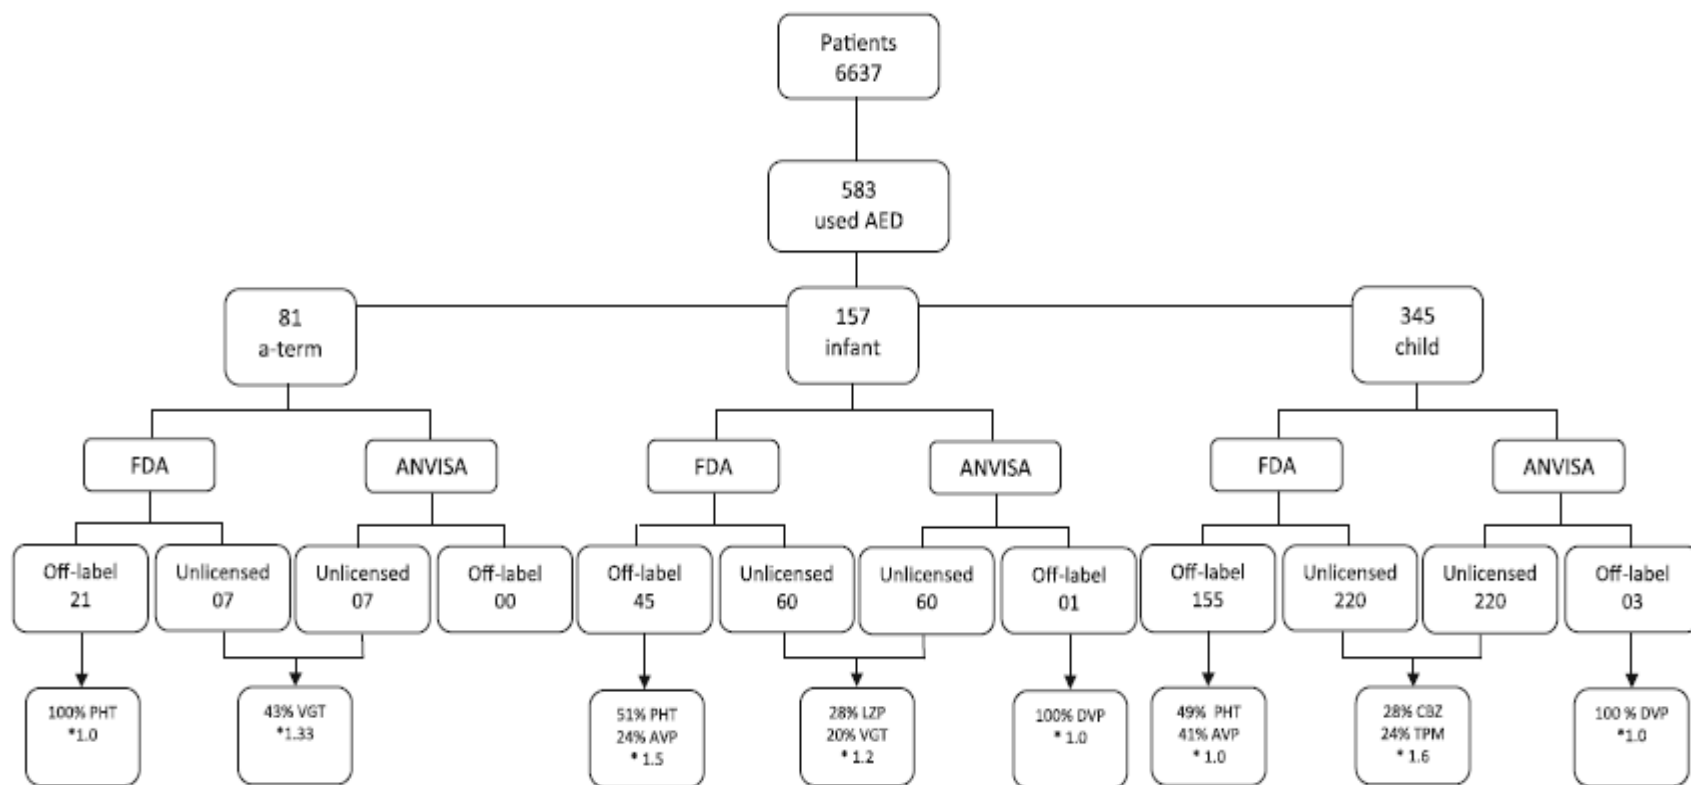 Patients
6637
583
used AED
81
a-term
157
infant
345
child
FDA
ANVISA
FDA
ANVISA
FDA
ANVISA
Off-label
21
Unlicensed
07
Unlicensed
07
Off-label
00
Off-label
45
Unlicensed
60
Unlicensed
60
Off-label
01
Off-label
155
Unlicensed
220
Unlicensed
220
Off-label
03
100% PHT
*1.0
43% VGT
*1.33
51% PHT
24% AVP
* 1.5
28% LZP
20% VGT
* 1.2
100% DVP
* 1.0
49% PHT
41% AVP
* 1.0
28% CBZ
24% TPM
* 1.6
100 % DVP
*1.0